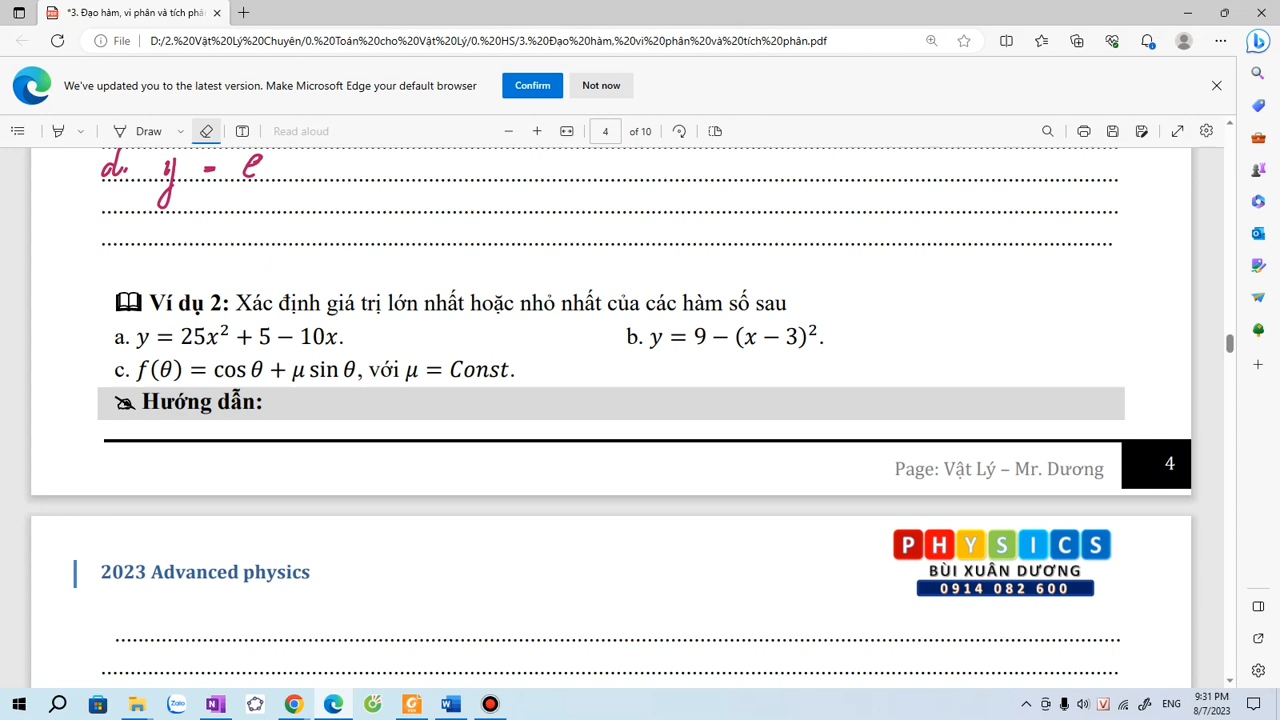 *3. Đạo hàm, vi phân và tích phâ
File D:/2.%20Vật%20Lý%20Chuyên/0.%20Toán%20cho%20Vật%20Lý/0.%20HS/3.%20Đạo%20hàm,%20vi%20phân%20và%20tích%20phân.pdf
We've updated you to the latest version. Make Microsoft Edge your default browser Confirm Not now
Draw Read aloud 4 of 10
d. y = e
Ví dụ 2: Xác định giá trị lớn nhất hoặc nhỏ nhất của các hàm số sau
a. y = 25x² + 5 − 10x. b. y = 9 − (x − 3)².
c. f(θ) = cos θ + μ sin θ, với μ = Const.
Hướng dẫn:
Page: Vật Lý – Mr. Dương 4
PHYSICS
2023 Advanced physics
BÙI XUÂN DƯƠNG
0914 082 600
Zalo
ENG
9:31 PM
8/7/2023